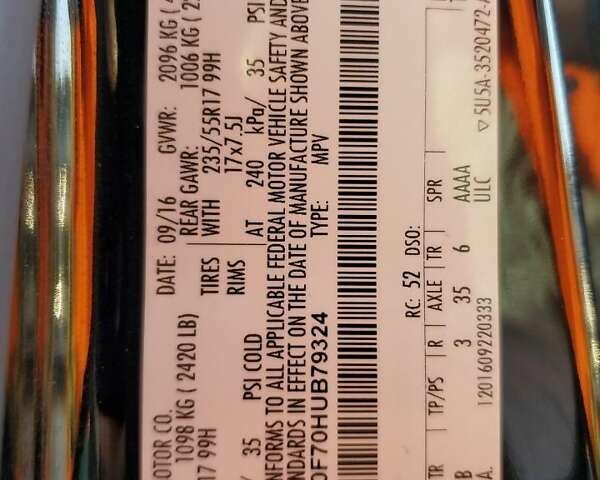 OTOR CO. DATE: 09/16 GVWR: 2096 KG (
1098 KG ( 2420 LB) REAR GAWR: 1006 KG (
17 99H TIRES WITH 235/55R17 99H
RIMS 17x7.5J
/ 35 PSI COLD AT 240 kPa/ 35 PSI
NFORMS TO ALL APPLICABLE FEDERAL MOTOR VEHICLE SAFETY AND
NDARDS IN EFFECT ON THE DATE OF MANUFACTURE SHOWN ABOVE
0F70HUB79324 TYPE: MPV
RC: 52 DSO:
TR TP/PS R AXLE TR SPR
B 3 35 6 AAAA
A. 1201609220333 ULC ▽ 5U5A-3520472-